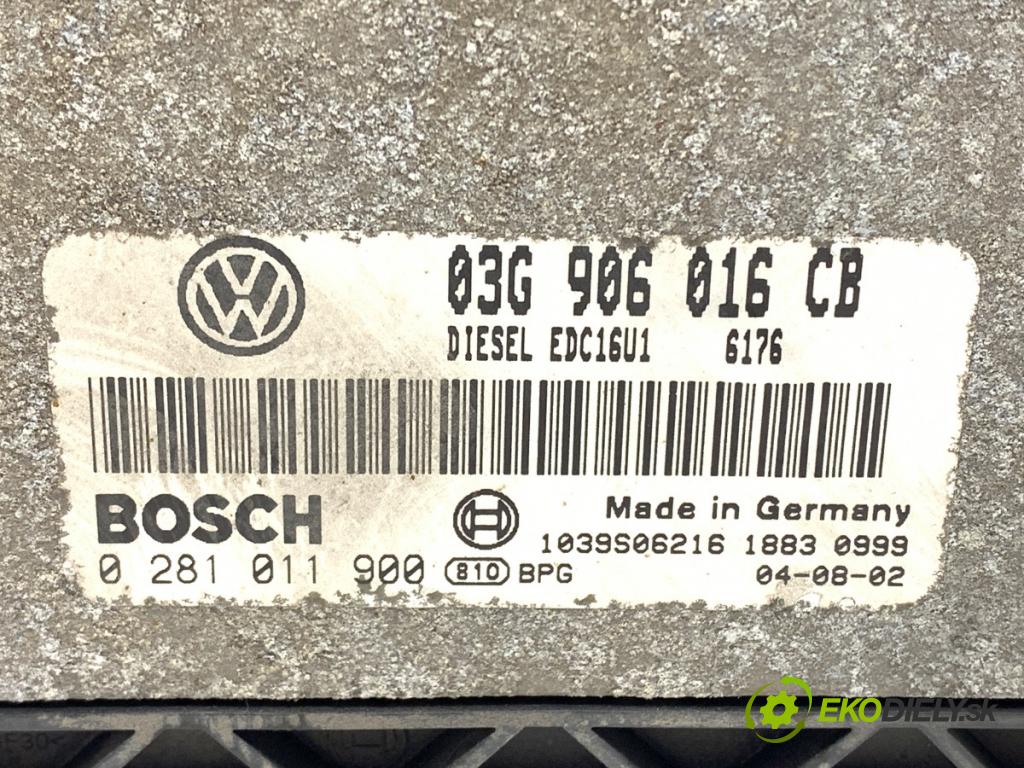 03G 906 016 CB
DIESEL EDC16U1 6176
BOSCH
Made in Germany
1039S06216 1883 0999
0 281 011 900 810 BPG 04-08-02
EKODIELY.sk